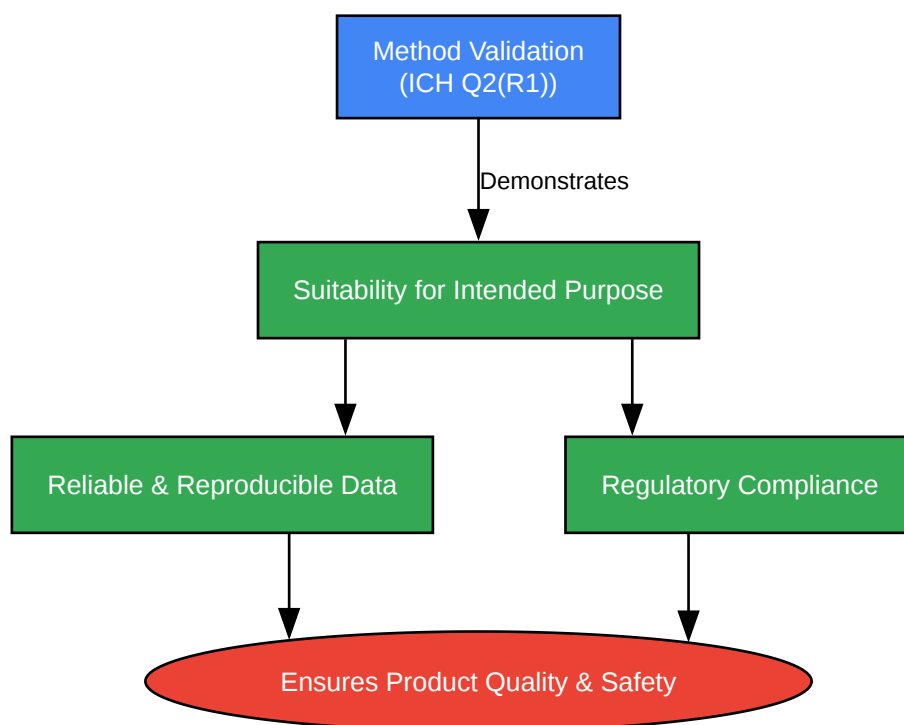 Method Validation
(ICH Q2(R1))
Demonstrates
Suitability for Intended Purpose
Reliable & Reproducible Data
Regulatory Compliance
Ensures Product Quality & Safety